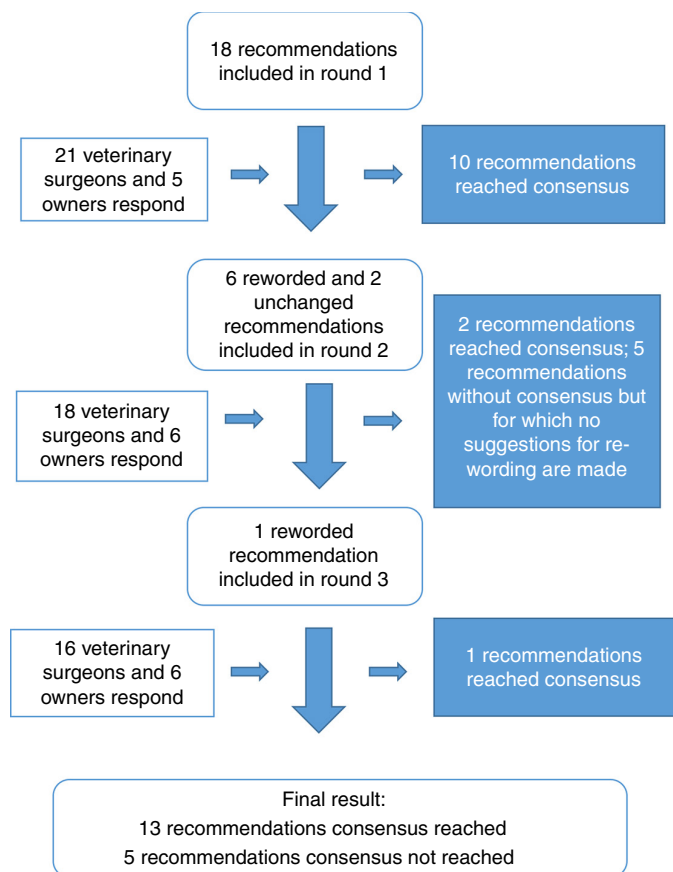 18 recommendations
included in round 1
21 veterinary
surgeons and 5
owners respond
10 recommendations
reached consensus
6 reworded and 2
unchanged
recommendations
included in round 2
18 veterinary
surgeons and 6
owners respond
2 recommendations
reached consensus; 5
recommendations
without consensus but
for which no
suggestions for re-
wording are made
1 reworded
recommendation
included in round 3
16 veterinary
surgeons and 6
owners respond
1 recommendations
reached consensus
Final result:
13 recommendations consensus reached
5 recommendations consensus not reached